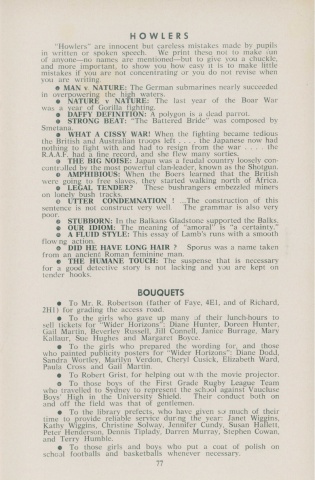 HOWLERS
"Howlers" are innocent but careless mistakes made by pupils
in written or spoken speech. We print these not to make fun
of anyone—no names are mentioned—but to give you a chuckle,
and more important, to show you how easy it is to make little
mistakes if you are not concentrating or you do not revise when
you are writing.
● MAN v. NATURE: The German submarines nearly succeeded
in overpowering the high waters.
● NATURE v NATURE: The last year of the Boar War
was a year of Gorilla fighting.
● DAFFY DEFINITION: A polygon is a dead parrot.
● STRONG BEAT: "The Battered Bride" was composed by
Smetana.
● WHAT A CISSY WAR! When the fighting became tedious
the British and Australian troops left .... the Japanese now had
nothing to fight with and had to resign from the war .... the
R.A.A.F. had a fine record, and she flew many sorties.
● THE BIG NOISE: Japan was a feudal country loosely con-
controlled by the most powerful clan-leader, known as the Shotgun.
● AMPHIBIOUS: When the Boers learned that the British
were going to free slaves, they started walking north of Africa.
● LEGAL TENDER? These bushrangers embezzled miners
on lonely bush tracks.
● UTTER CONDEMNATION ! ...The construction of this
sentence is not construct very well. The grammar is also very
poor.
● STUBBORN: In the Balkans Gladstone supported the Balks.
● OUR IDIOM: The meaning of "amoral" is "a certainty."
● A FLUID STYLE: This essay of Lamb's runs with a smooth
flowing action.
● DID HE HAVE LONG HAIR ? Sporus was a name taken
from an ancient Roman feminine man.
● THE HUMANE TOUCH: The suspense that is necessary
for a good detective story is not lacking and you are kept on
tender hooks.
BOUQUETS
● To Mr. R. Robertson (father of Faye, 4E1, and of Richard,
2H1) for grading the access road.
● To the girls who gave up many of their lunch-hours to
sell tickets for "Wider Horizons": Diane Hunter, Doreen Hunter,
Gail Martin, Beverley Russell, Jill Connell, Janice Burrage, Mary
Kallaur, Sue Hughes and Margaret Boyce.
● To the girls who prepared the wording for and those
who painted publicity posters for "Wider Horizons": Diane Dodd,
Sandra Wortley, Marilyn Verdon, Cheryl Cusick, Elizabeth Ward,
Paula Cross and Gail Martin.
● To Robert Grist, for helping out with the movie projector.
● To those boys of the First Grade Rugby League Team
who travelled to Sydney to represent the school against Vaucluse
Boys' High in the University Shield. Their conduct both on
and off the field was that of gentlemen.
● To the library prefects, who have given so much of their
time to provide reliable service during the year: Janet Wiggins,
Kathy Wiggins, Christine Solway, Jennifer Cundy, Susan Hallett,
Peter Henderson, Dennis Tiplady, Darren Murray, Stephen Cowan,
and Terry Humble.
● To those girls and boys who put a coat of polish on
school footballs and basketballs whenever necessary.
77